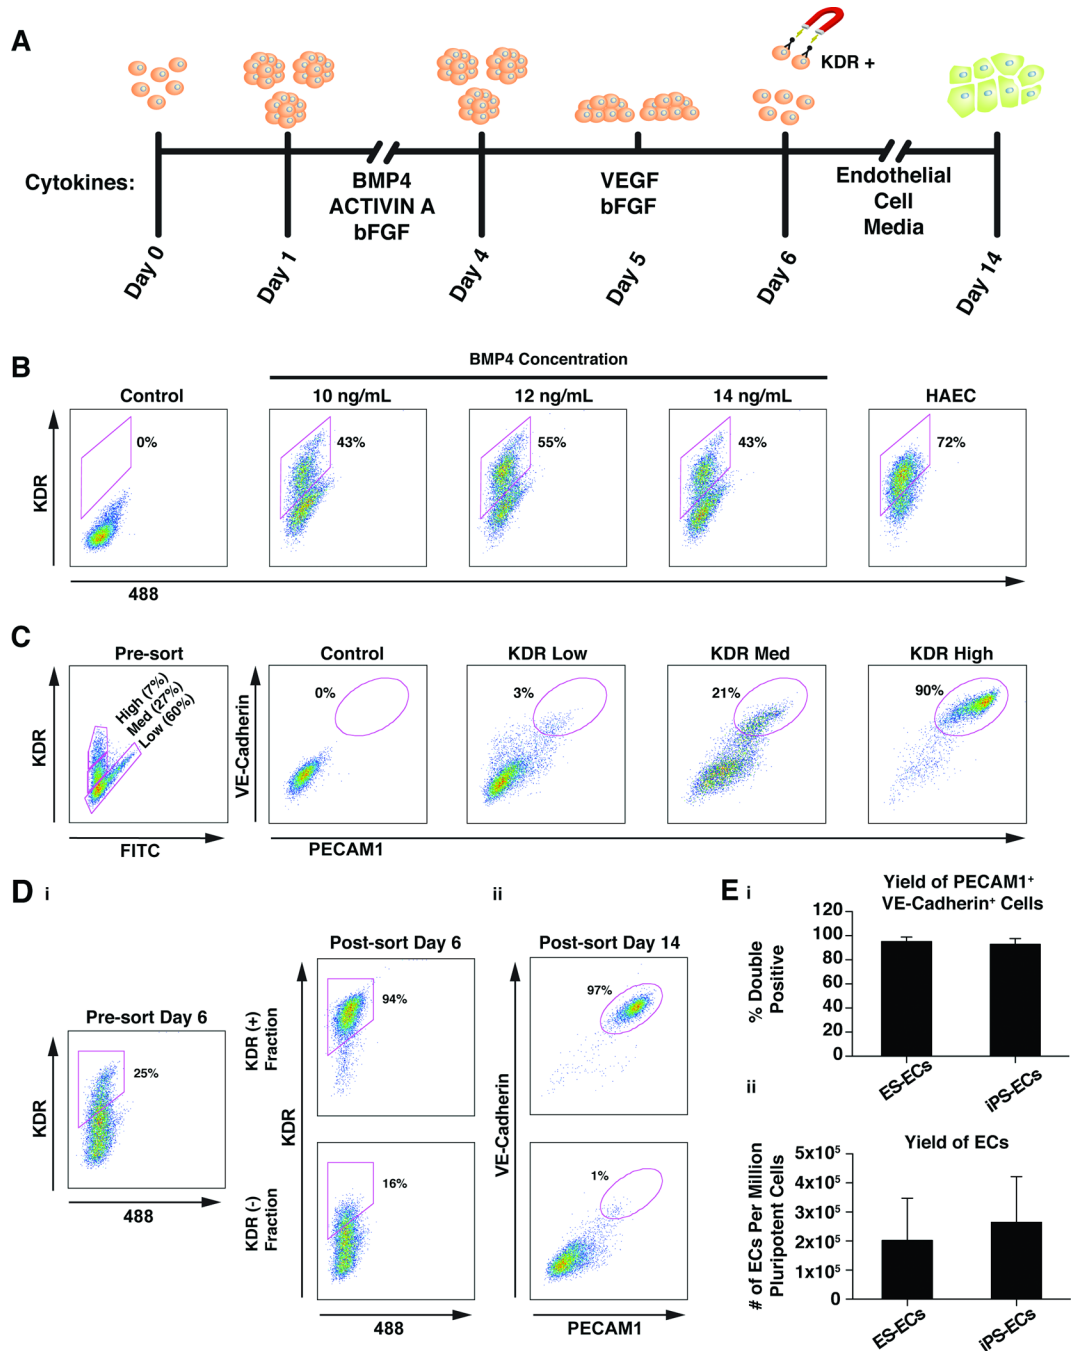 A
KDR +
Cytokines:
BMP4
ACTIVIN A
bFGF
VEGF
bFGF
Endothelial
Cell
Media
Day 0
Day 1
Day 4
Day 5
Day 6
Day 14
B
BMP4 Concentration
Control
10 ng/mL
12 ng/mL
14 ng/mL
HAEC
KDR
0%
43%
55%
43%
72%
488
C
Pre-sort
Control
KDR Low
KDR Med
KDR High
KDR
High (7%)
Med (27%)
Low (60%)
VE-Cadherin
0%
3%
21%
90%
FITC
PECAM1
D
i
Pre-sort Day 6
KDR
25%
488
Post-sort Day 6
KDR (+)
Fraction
94%
KDR
KDR (-)
Fraction
16%
488
ii
Post-sort Day 14
97%
VE-Cadherin
1%
PECAM1
E
i
Yield of PECAM1⁺
VE-Cadherin⁺ Cells
% Double
Positive
120
100
80
60
40
20
0
ES-ECs
iPS-ECs
ii
Yield of ECs
# of ECs Per Million
Pluripotent Cells
5x10⁵
4x10⁵
3x10⁵
2x10⁵
1x10⁵
0
ES-ECs
iPS-ECs